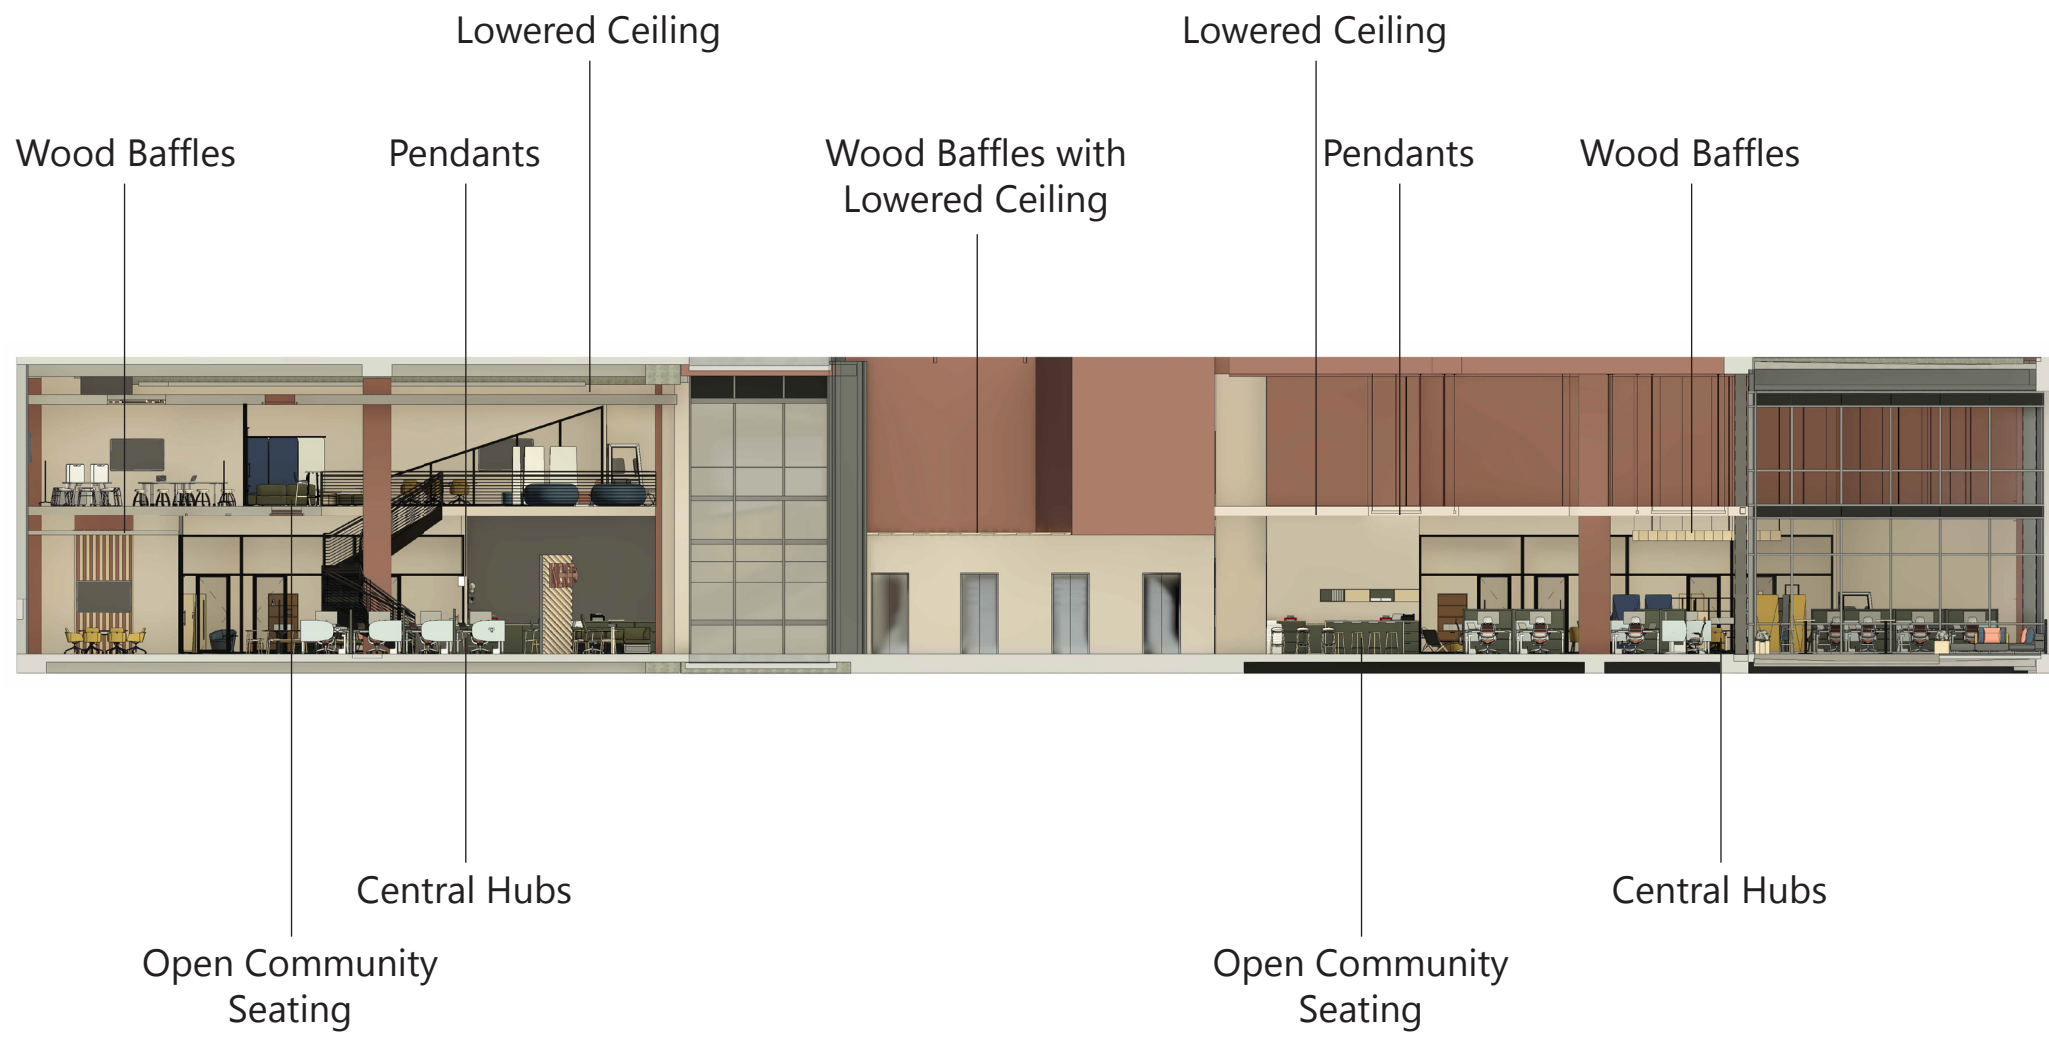 Lowered Ceiling
Lowered Ceiling
Wood Baffles
Pendants
Wood Baffles with
Lowered Ceiling
Pendants
Wood Baffles
Central Hubs
Central Hubs
Open Community
Seating
Open Community
Seating